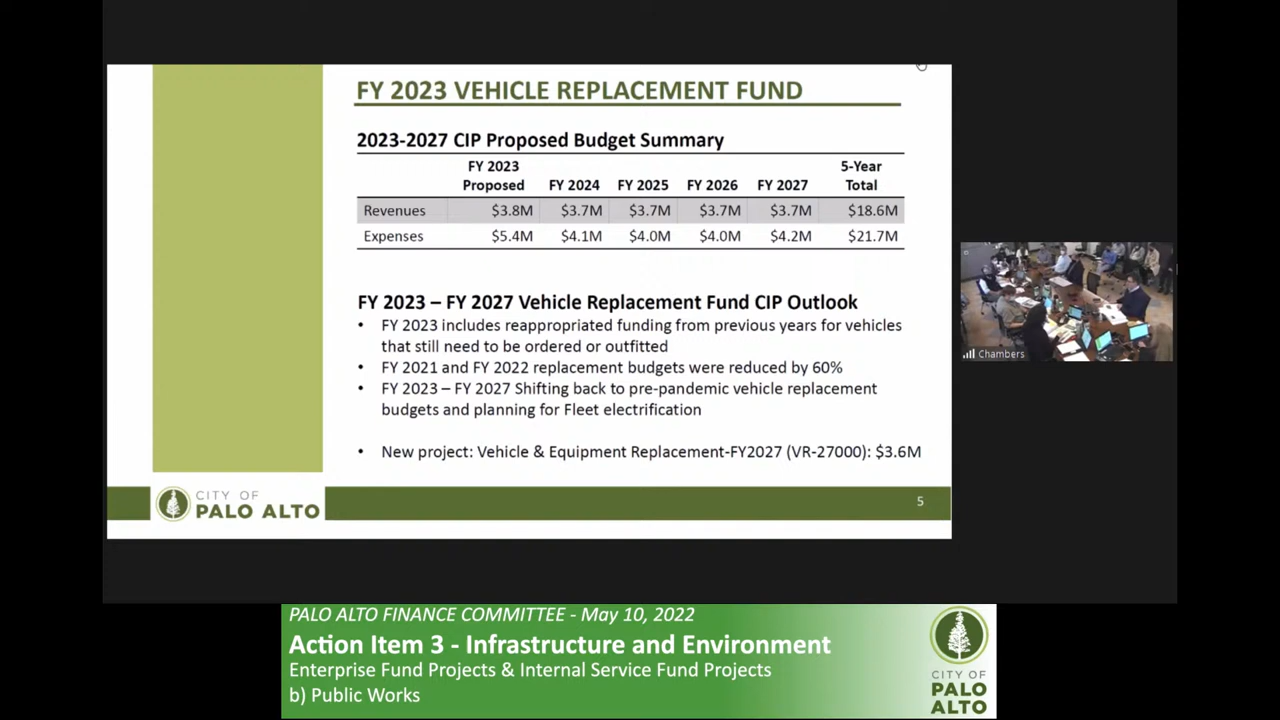 FY 2023 VEHICLE REPLACEMENT FUND
2023-2027 CIP Proposed Budget Summary
FY 2023 Proposed FY 2024 FY 2025 FY 2026 FY 2027 5-Year Total
Revenues $3.8M $3.7M $3.7M $3.7M $3.7M $18.6M
Expenses $5.4M $4.1M $4.0M $4.0M $4.2M $21.7M
FY 2023 – FY 2027 Vehicle Replacement Fund CIP Outlook
• FY 2023 includes reappropriated funding from previous years for vehicles
that still need to be ordered or outfitted
• FY 2021 and FY 2022 replacement budgets were reduced by 60%
• FY 2023 – FY 2027 Shifting back to pre-pandemic vehicle replacement
budgets and planning for Fleet electrification
• New project: Vehicle & Equipment Replacement-FY2027 (VR-27000): $3.6M
CITY OF
PALO ALTO
5
Chambers
PALO ALTO FINANCE COMMITTEE - May 10, 2022
Action Item 3 - Infrastructure and Environment
Enterprise Fund Projects & Internal Service Fund Projects
b) Public Works
CITY OF
PALO
ALTO